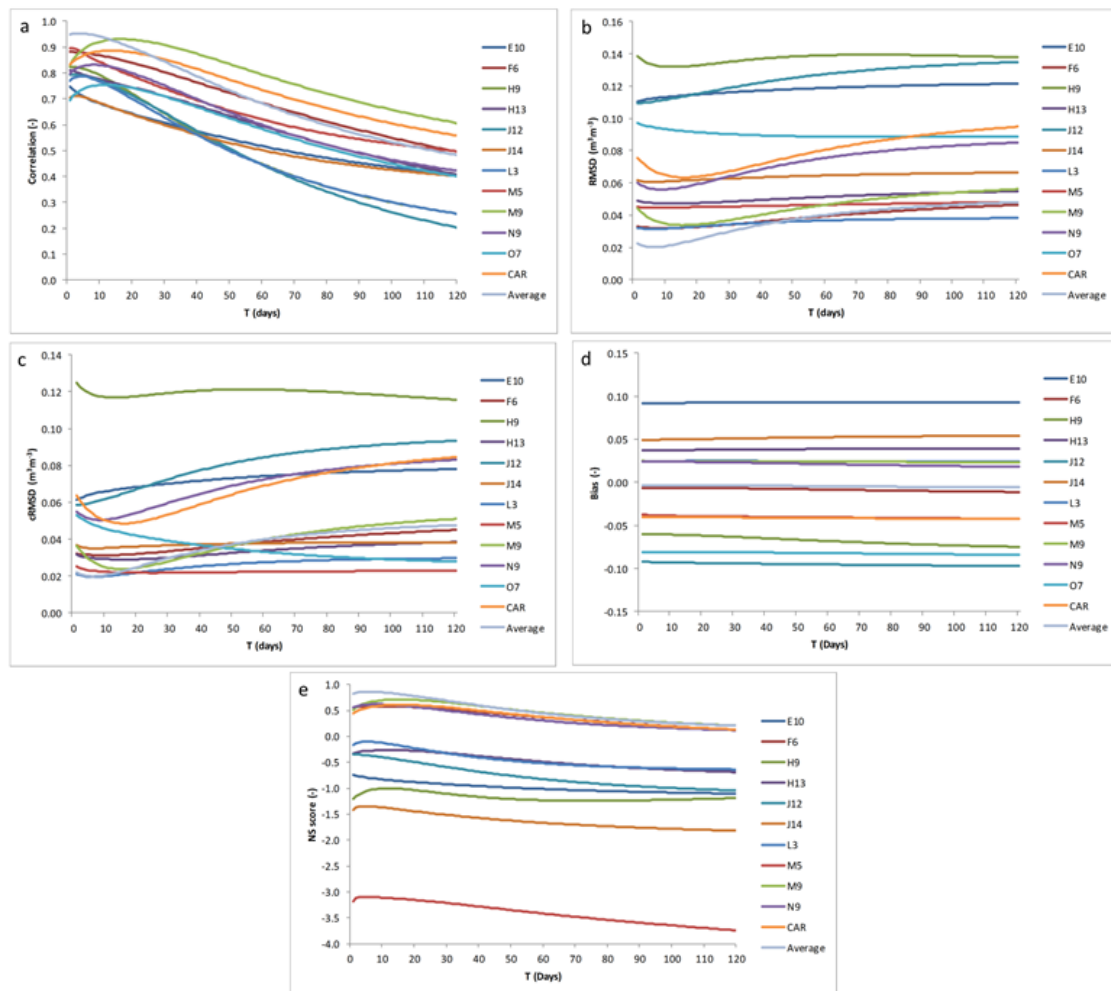 a
Correlation (-)
1.0
0.9
0.8
0.7
0.6
0.5
0.4
0.3
0.2
0.1
0.0
0 10 20 30 40 50 60 70 80 90 100 110 120
T (days)
E10
F6
H9
H13
J12
J14
L3
M5
M9
N9
O7
CAR
Average
b
RMSD (m³m⁻³)
0.16
0.14
0.12
0.10
0.08
0.06
0.04
0.02
0.00
0 10 20 30 40 50 60 70 80 90 100 110 120
T (days)
E10
F6
H9
H13
J12
J14
L3
M5
M9
N9
O7
CAR
Average
c
cRMSD (m³m⁻³)
0.14
0.12
0.10
0.08
0.06
0.04
0.02
0.00
0 10 20 30 40 50 60 70 80 90 100 110 120
T (days)
E10
F6
H9
H13
J12
J14
L3
M5
M9
N9
O7
CAR
Average
d
Bias (-)
0.15
0.10
0.05
0.00
-0.05
-0.10
-0.15
0 10 20 30 40 50 60 70 80 90 100 110 120
T (Days)
E10
F6
H9
H13
J12
J14
L3
M5
M9
N9
O7
CAR
Average
e
NS score (-)
1.0
0.5
0.0
-0.5
-1.0
-1.5
-2.0
-2.5
-3.0
-3.5
-4.0
0 10 20 30 40 50 60 70 80 90 100 110 120
T (Days)
E10
F6
H9
H13
J12
J14
L3
M5
M9
N9
CAR
Average